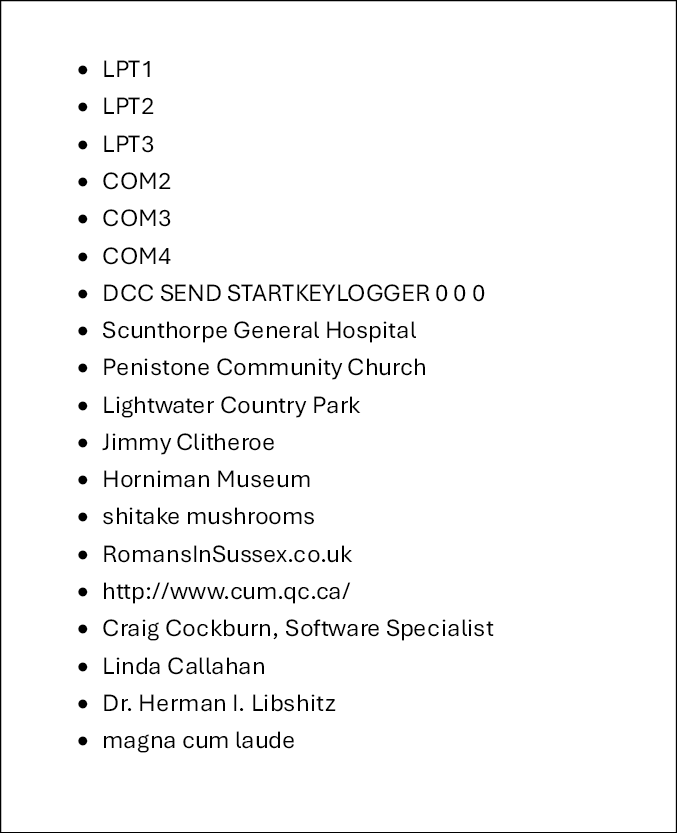 • LPT1
• LPT2
• LPT3
• COM2
• COM3
• COM4
• DCC SEND STARTKEYLOGGER 0 0 0
• Scunthorpe General Hospital
• Penistone Community Church
• Lightwater Country Park
• Jimmy Clitheroe
• Horniman Museum
• shitake mushrooms
• RomansInSussex.co.uk
• http://www.cum.qc.ca/
• Craig Cockburn, Software Specialist
• Linda Callahan
• Dr. Herman I. Libshitz
• magna cum laude